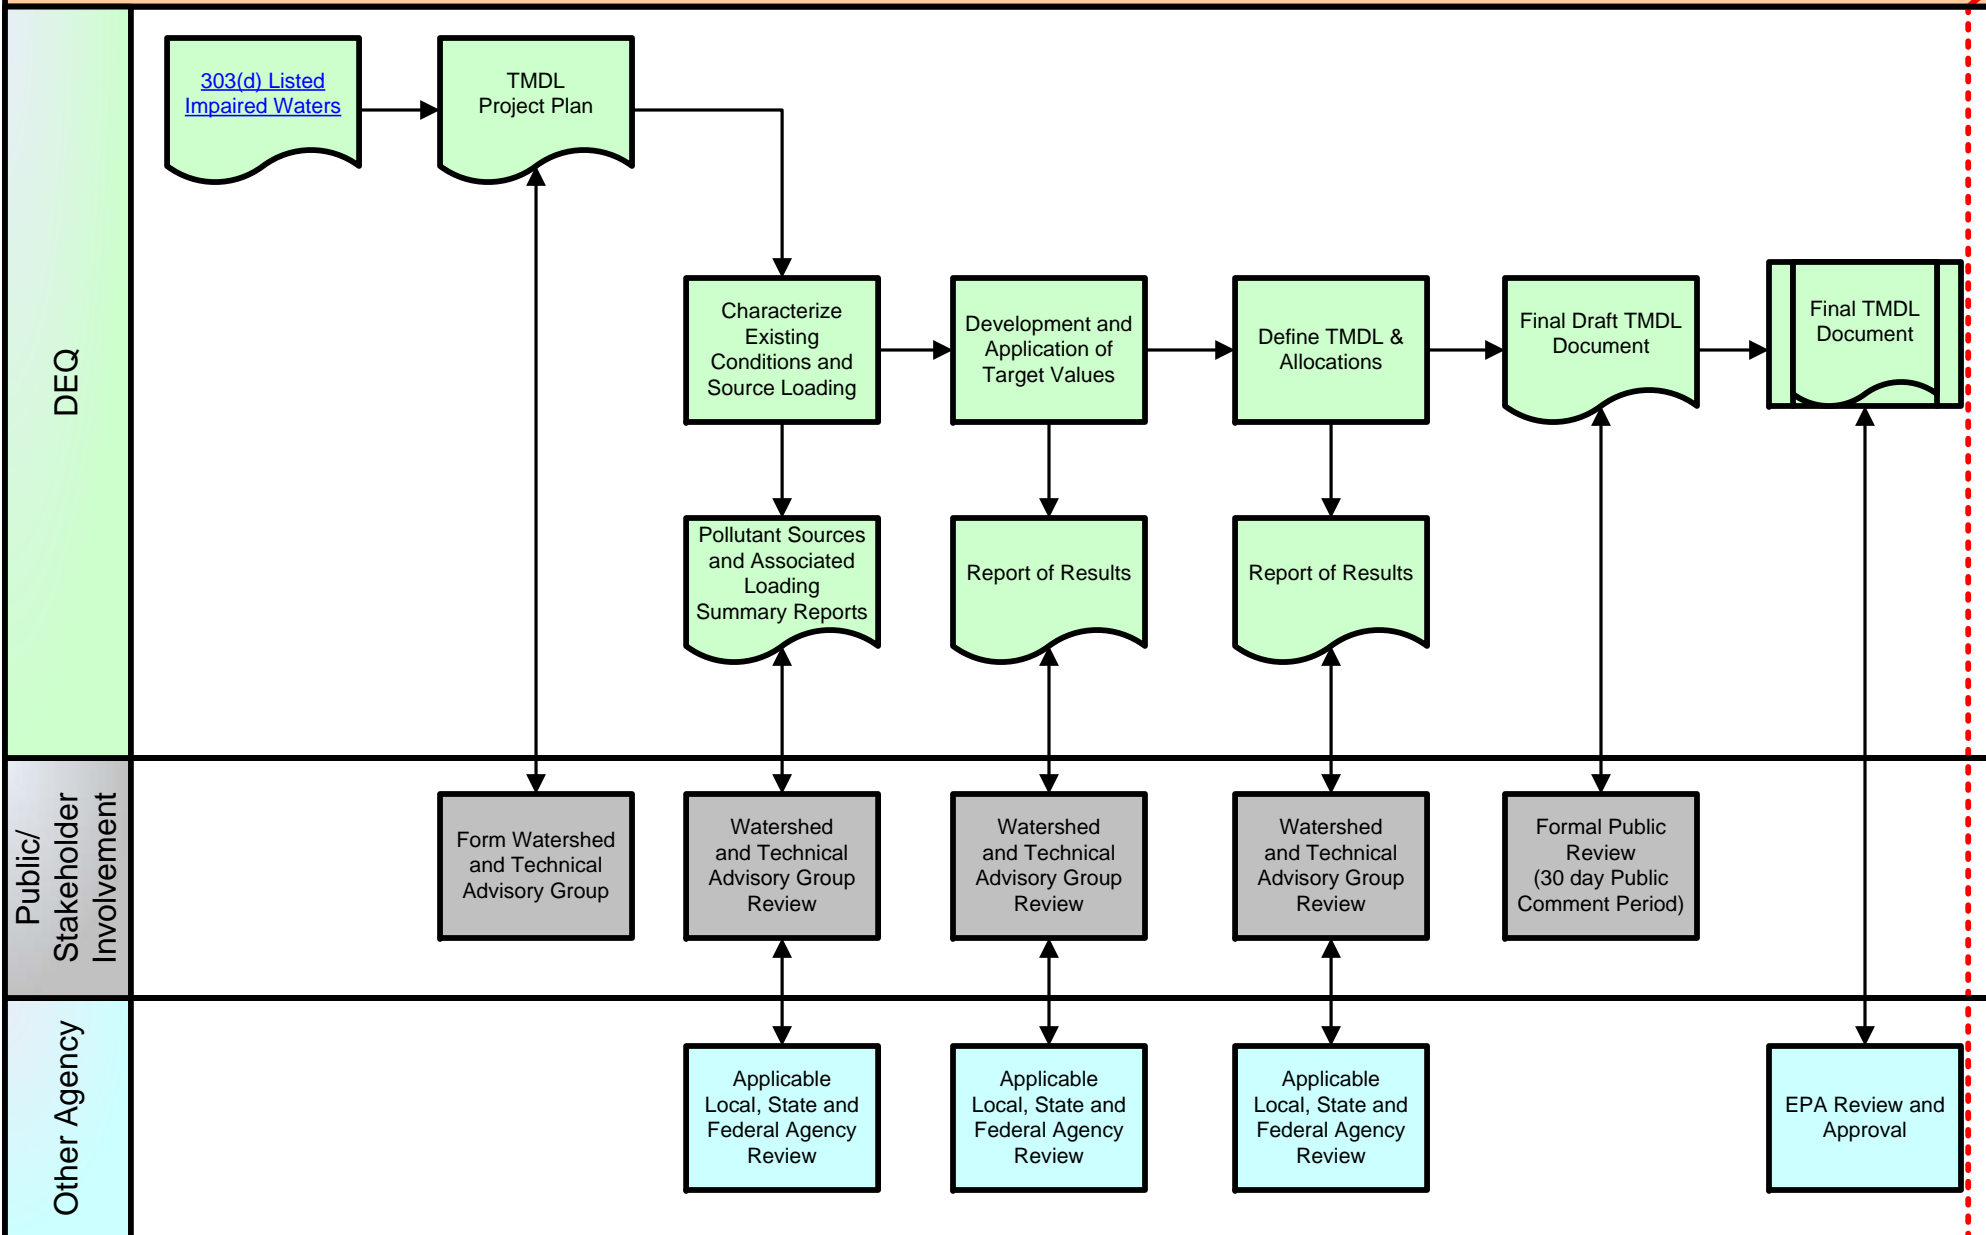 DEQ
303(d) Listed
Impaired Waters
TMDL
Project Plan
Characterize
Existing
Conditions and
Source Loading
Development and
Application of
Target Values
Define TMDL &
Allocations
Final Draft TMDL
Document
Final TMDL
Document
Pollutant Sources
and Associated
Loading
Summary Reports
Report of Results
Report of Results
Public/
Stakeholder
Involvement
Form Watershed
and Technical
Advisory Group
Watershed
and Technical
Advisory Group
Review
Watershed
and Technical
Advisory Group
Review
Watershed
and Technical
Advisory Group
Review
Formal Public
Review
(30 day Public
Comment Period)
Other Agency
Applicable
Local, State and
Federal Agency
Review
Applicable
Local, State and
Federal Agency
Review
Applicable
Local, State and
Federal Agency
Review
EPA Review and
Approval